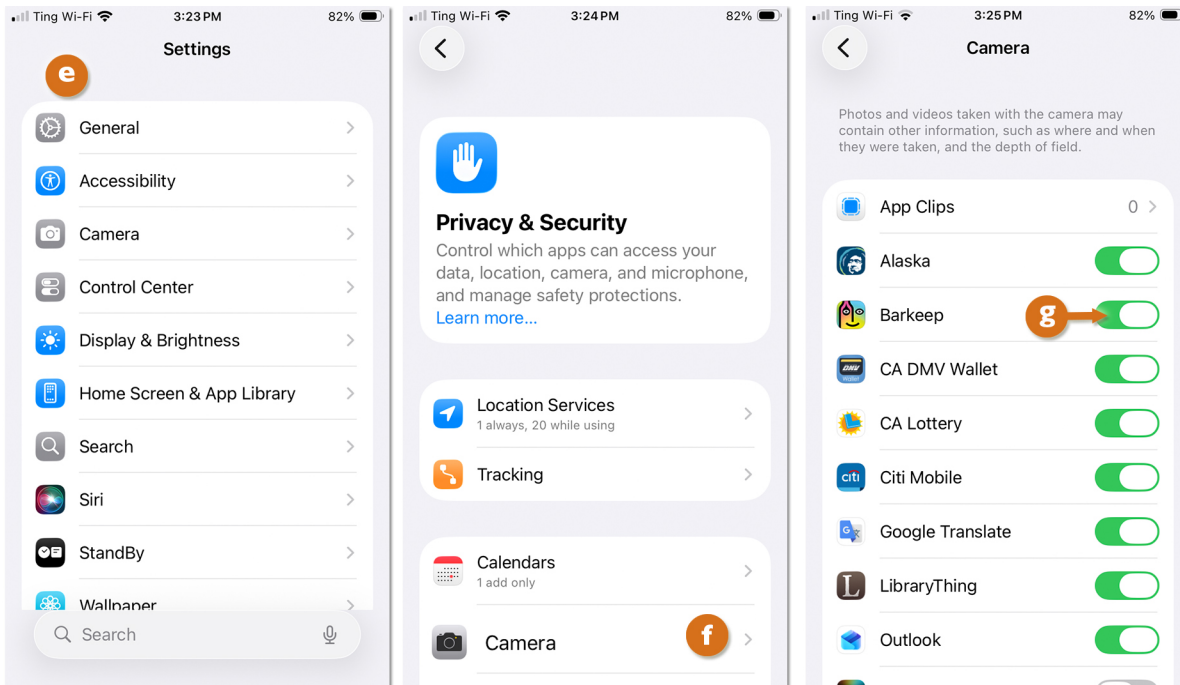 Ting Wi-Fi 3:23 PM 82%
Settings
e
General
Accessibility
Camera
Control Center
Display & Brightness
Home Screen & App Library
Search
Siri
StandBy
Wallpaper
Search
Ting Wi-Fi 3:24 PM 82%
Privacy & Security
Control which apps can access your
data, location, camera, and microphone,
and manage safety protections.
Learn more...
Location Services
1 always, 20 while using
Tracking
Calendars
1 add only
Camera f
Ting Wi-Fi 3:25 PM 82%
Camera
Photos and videos taken with the camera may
contain other information, such as where and when
they were taken, and the depth of field.
App Clips 0
Alaska
Barkeep g
DMV
Wallet
CA DMV Wallet
CA Lottery
citi
Citi Mobile
G
Google Translate
L
LibraryThing
Outlook